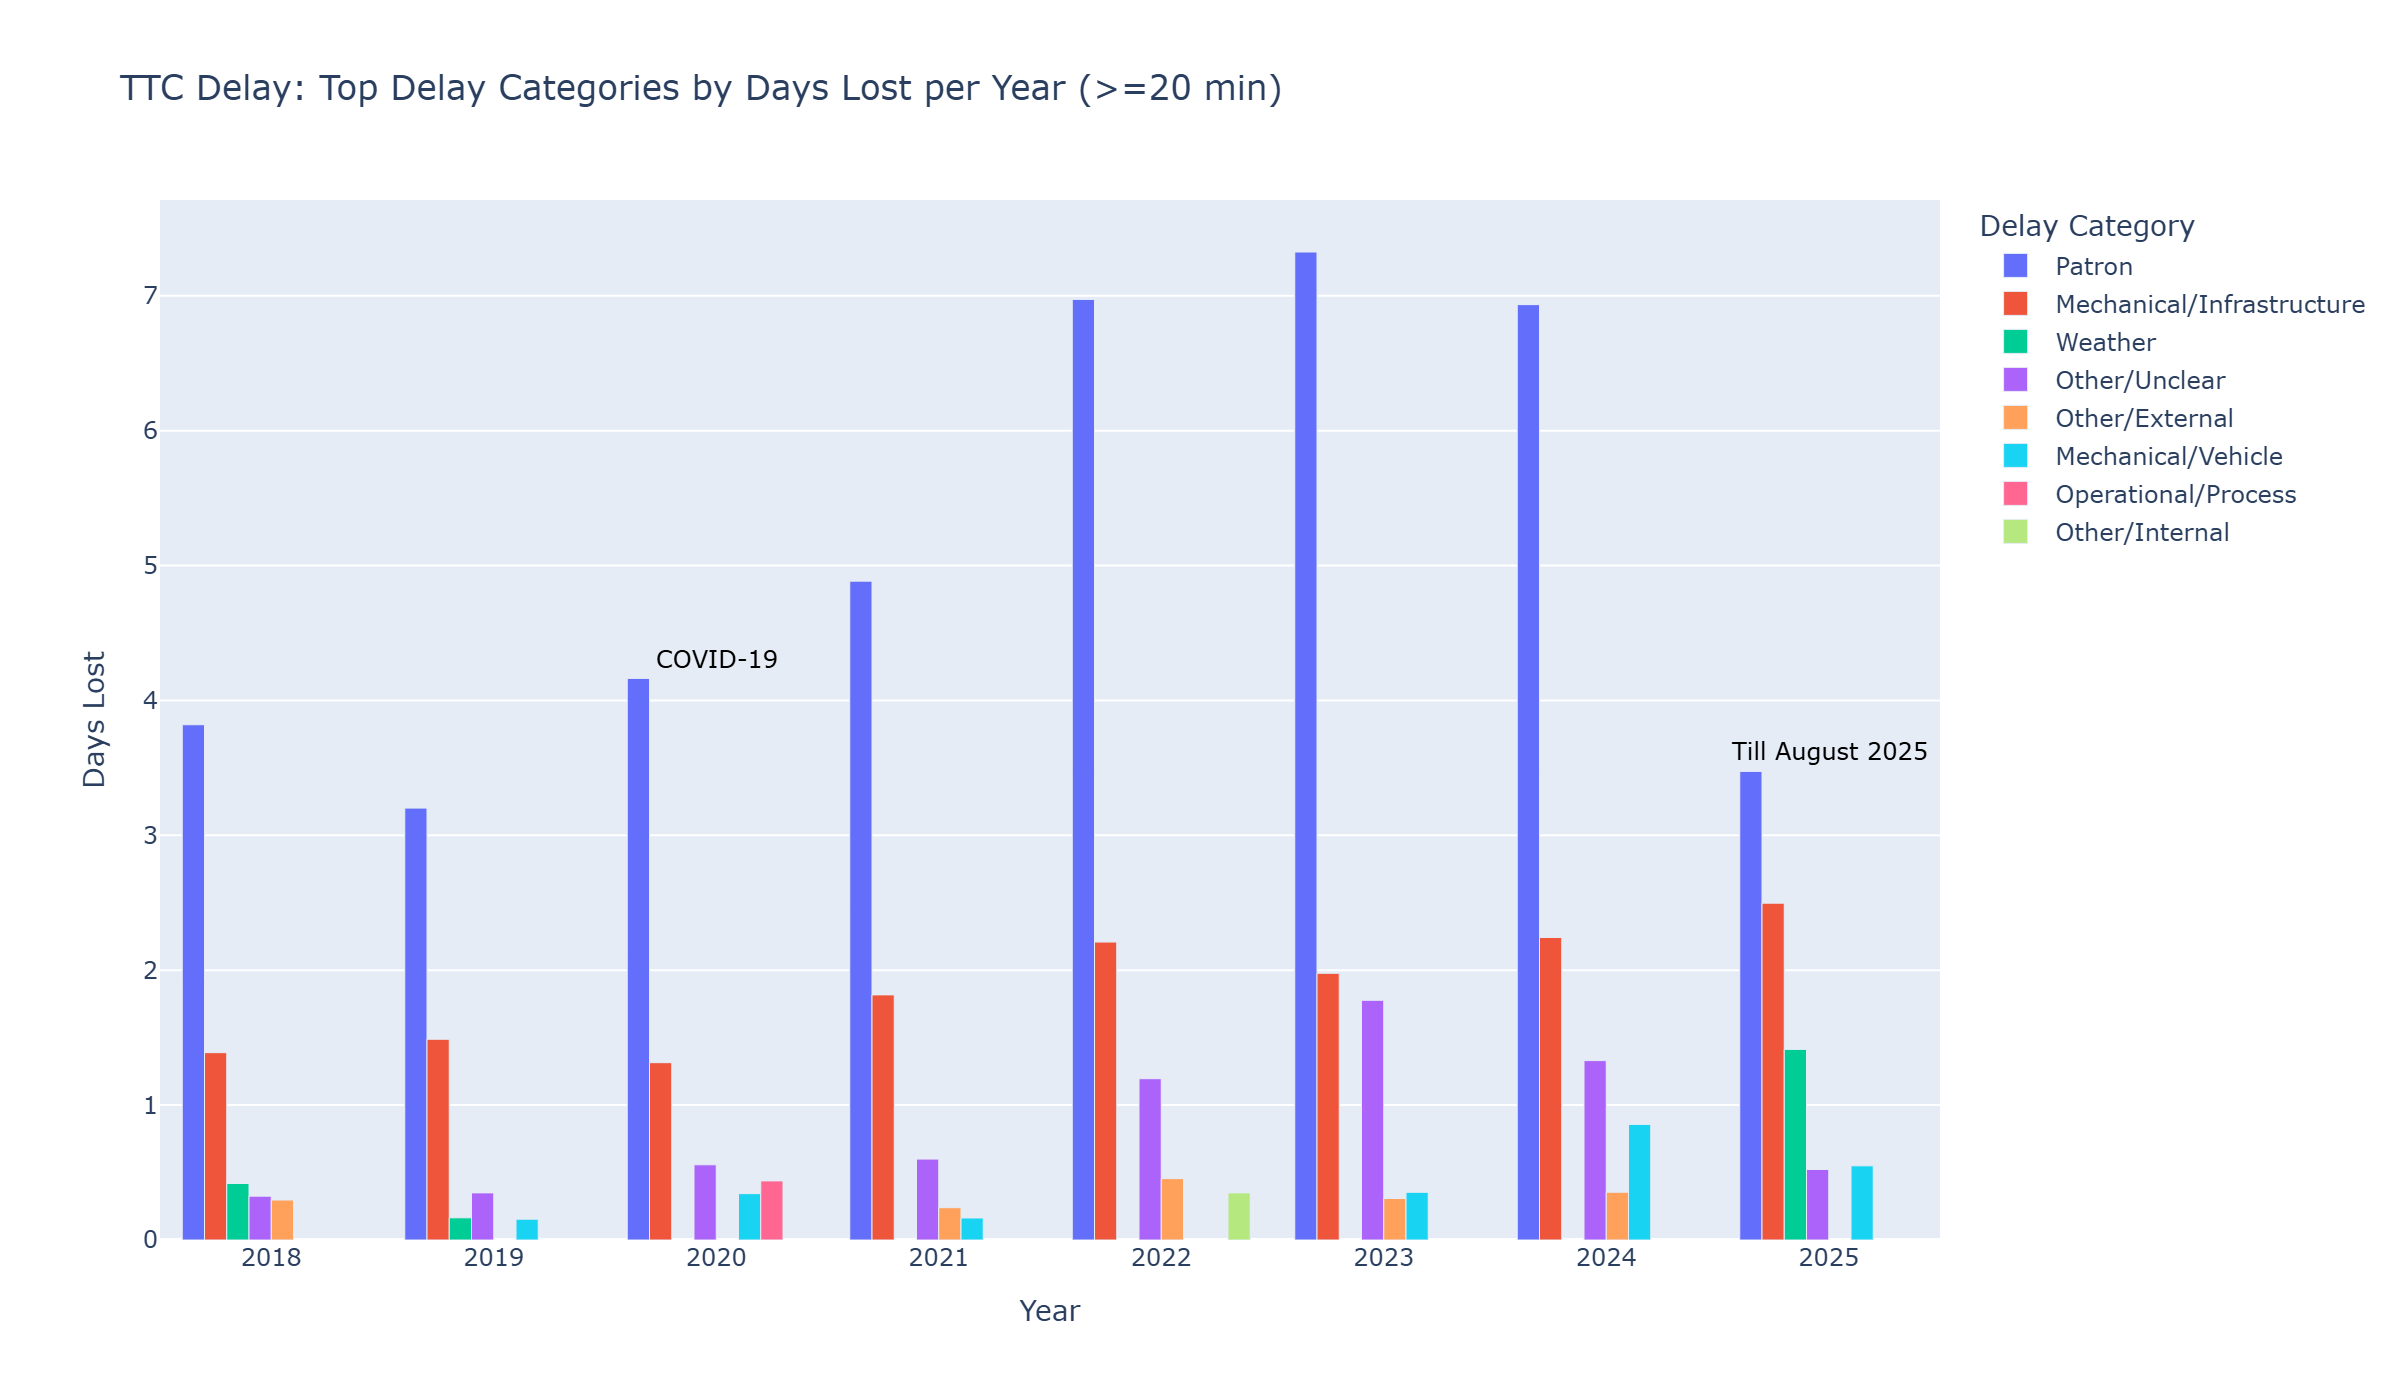 TTC Delay: Top Delay Categories by Days Lost per Year (>=20 min)
Delay Category
Patron
Mechanical/Infrastructure
Weather
Other/Unclear
Other/External
Mechanical/Vehicle
Operational/Process
Other/Internal
7
6
5
4
3
2
1
0
Days Lost
COVID-19
Till August 2025
2018
2019
2020
2021
2022
2023
2024
2025
Year